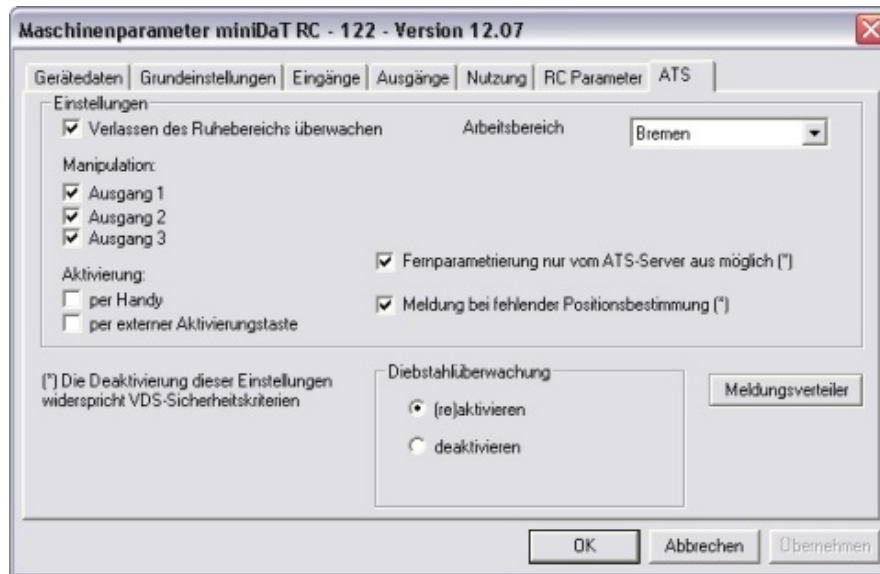 Maschinenparameter miniDaT RC - 122 - Version 12.07
Gerätedaten Grundeinstellungen Eingänge Ausgänge Nutzung RC Parameter ATS
Einstellungen
Verlassen des Ruhebereichs überwachen
Arbeitsbereich
Bremen
Manipulation:
Ausgang 1
Ausgang 2
Ausgang 3
Aktivierung:
per Handy
per externer Aktivierungstaste
Fernparametrierung nur vom ATS-Server aus möglich (*)
Meldung bei fehlender Positionsbestimmung (*)
(*) Die Deaktivierung dieser Einstellungen
widerspricht VDS-Sicherheitskriterien
Diebstahlüberwachung
(re)aktivieren
deaktivieren
Meldungsverteiler
OK Abbrechen Übernehmen